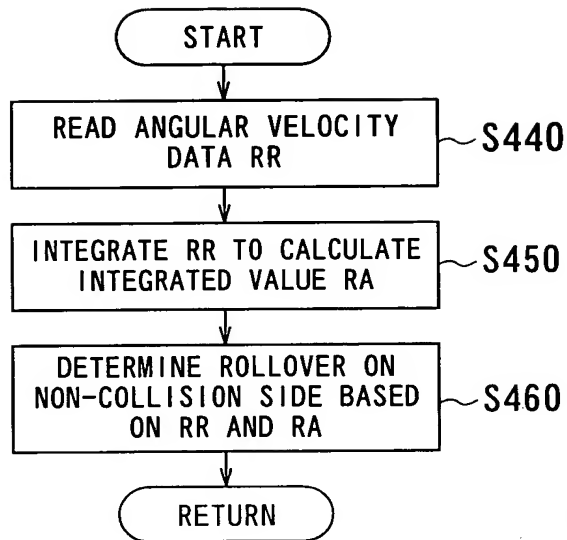 START
READ ANGULAR VELOCITY
DATA RR
S440
INTEGRATE RR TO CALCULATE
INTEGRATED VALUE RA
S450
DETERMINE ROLLOVER ON
NON-COLLISION SIDE BASED
ON RR AND RA
S460
RETURN